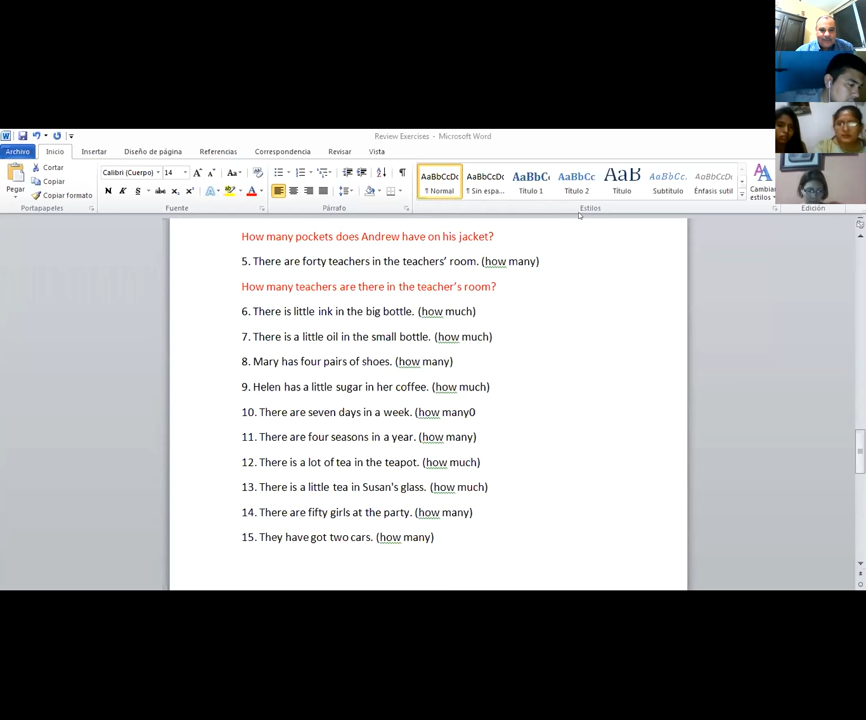 Review Exercises - Microsoft Word
Archivo Inicio Insertar Diseño de página Referencias Correspondencia Revisar Vista
Cortar
Copiar
Copiar formato
Pegar
Portapapeles
Calibri (Cuerpo) 14
Fuente
Párrafo
AaBbCcDc AaBbCcDc AaBbC AaBbCc AaB AaBbCc. AaBbCcDc
¶ Normal ¶ Sin espa... Título 1 Título 2 Título Subtítulo Énfasis sutil
Cambiar estilos
Estilos
Edición
How many pockets does Andrew have on his jacket?
5. There are forty teachers in the teachers’ room. (how many)
How many teachers are there in the teacher’s room?
6. There is little ink in the big bottle. (how much)
7. There is a little oil in the small bottle. (how much)
8. Mary has four pairs of shoes. (how many)
9. Helen has a little sugar in her coffee. (how much)
10. There are seven days in a week. (how many0
11. There are four seasons in a year. (how many)
12. There is a lot of tea in the teapot. (how much)
13. There is a little tea in Susan's glass. (how much)
14. There are fifty girls at the party. (how many)
15. They have got two cars. (how many)